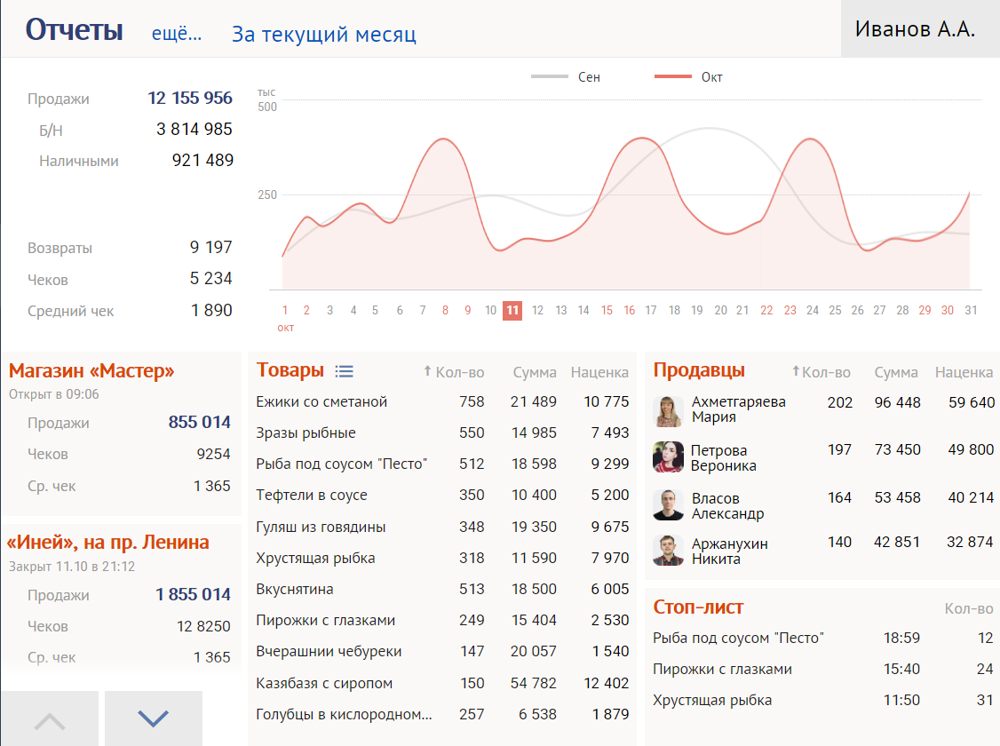 Отчеты ещё... За текущий месяц Иванов А.А.
Продажи 12 155 956
Б/Н 3 814 985
Наличными 921 489
Возвраты 9 197
Чеков 5 234
Средний чек 1 890
Сен Окт
тыс
500
250
1 2 3 4 5 6 7 8 9 10 11 12 13 14 15 16 17 18 19 20 21 22 23 24 25 26 27 28 29 30 31
окт
Магазин «Мастер»
Открыт в 09:06
Продажи 855 014
Чеков 9254
Ср. чек 1 365
«Иней», на пр. Ленина
Закрыт 11.10 в 21:12
Продажи 1 855 014
Чеков 12 8250
Ср. чек 1 365
Товары Кол-во Сумма Наценка
Ежики со сметаной 758 21 489 10 775
Зразы рыбные 550 14 985 7 493
Рыба под соусом "Песто" 512 18 598 9 299
Тефтели в соусе 350 10 400 5 200
Гуляш из говядины 348 19 350 9 675
Хрустящая рыбка 318 11 590 7 970
Вкуснятина 513 18 500 6 005
Пирожки с глазками 249 15 404 2 530
Вчерашнии чебуреки 147 20 057 1 540
Казябазя с сиропом 150 54 782 12 402
Голубцы в кислородном... 257 6 538 1 879
Продавцы Кол-во Сумма Наценка
Ахметгаряева 202 96 448 59 640
Мария
Петрова 197 73 450 49 800
Вероника
Власов 164 53 458 40 214
Александр
Аржанухин 140 42 851 32 874
Никита
Стоп-лист Кол-во
Рыба под соусом "Песто" 18:59 12
Пирожки с глазками 15:40 24
Хрустящая рыбка 11:50 31